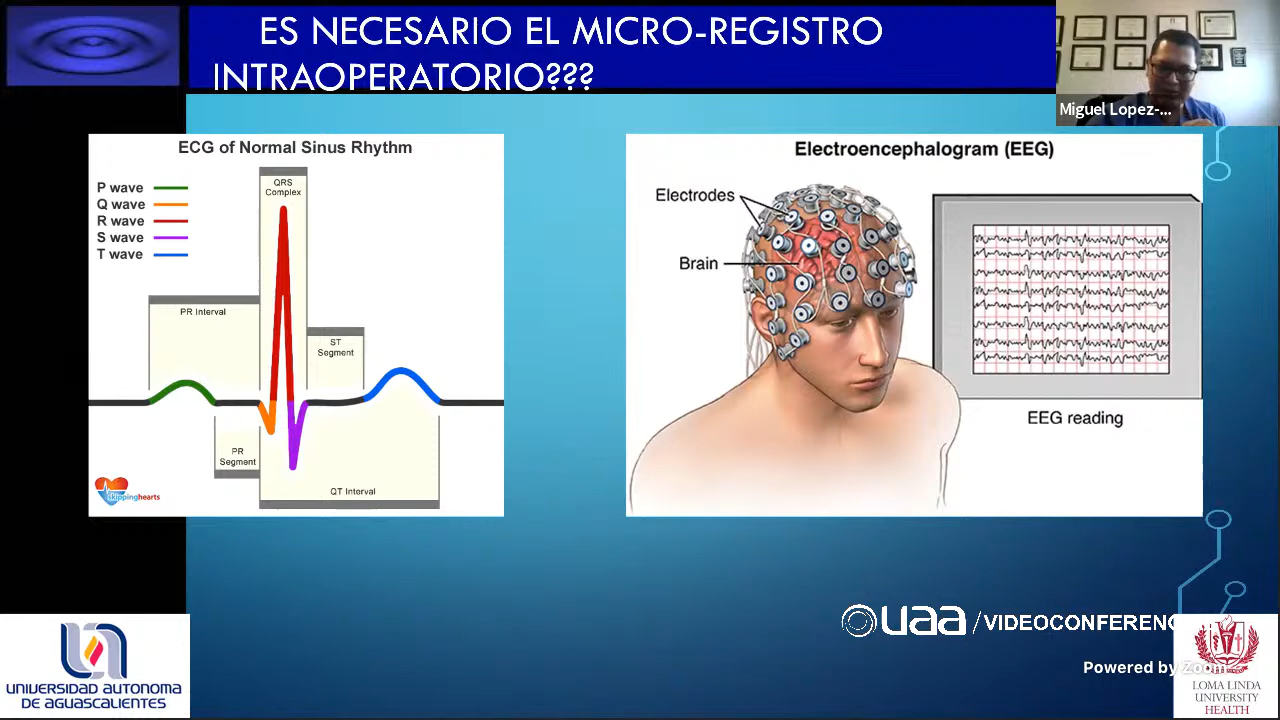 ES NECESARIO EL MICRO-REGISTRO
INTRAOPERATORIO???
Miguel Lopez-...
ECG of Normal Sinus Rhythm
P wave
Q wave
R wave
S wave
T wave
QRS
Complex
PR Interval
ST
Segment
PR
Segment
QT Interval
skippinghearts
Electroencephalogram (EEG)
Electrodes
Brain
EEG reading
uaa /VIDEOCONFERENC
Powered by Zoom
UNIVERSIDAD AUTONOMA
DE AGUASCALIENTES
LOMA LINDA
UNIVERSITY
HEALTH